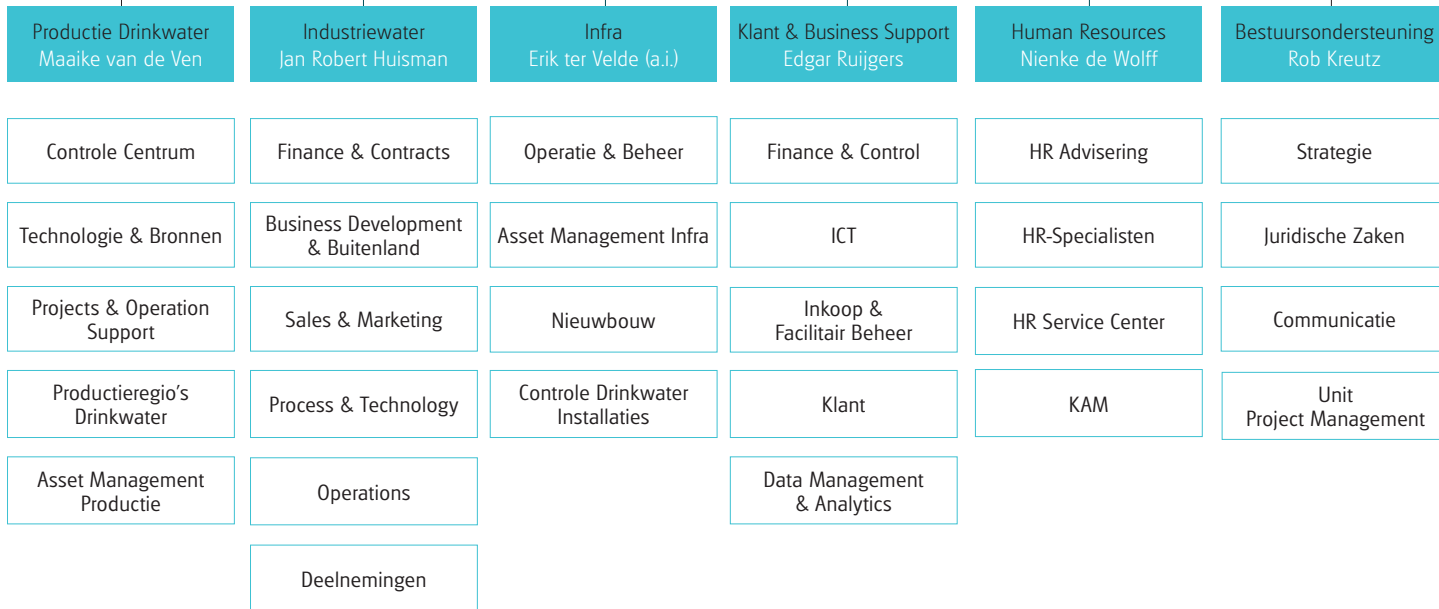 Productie Drinkwater
Maaike van de Ven
Industriewater
Jan Robert Huisman
Infra
Erik ter Velde (a.i.)
Klant & Business Support
Edgar Ruijgers
Human Resources
Nienke de Wolff
Bestuursondersteuning
Rob Kreutz
Controle Centrum
Finance & Contracts
Operatie & Beheer
Finance & Control
HR Advisering
Strategie
Technologie & Bronnen
Business Development
& Buitenland
Asset Management Infra
ICT
HR-Specialisten
Juridische Zaken
Projects & Operation
Support
Sales & Marketing
Nieuwbouw
Inkoop &
Facilitair Beheer
HR Service Center
Communicatie
Productieregio's
Drinkwater
Process & Technology
Controle Drinkwater
Installaties
Klant
KAM
Unit
Project Management
Asset Management
Productie
Operations
Data Management
& Analytics
Deelnemingen